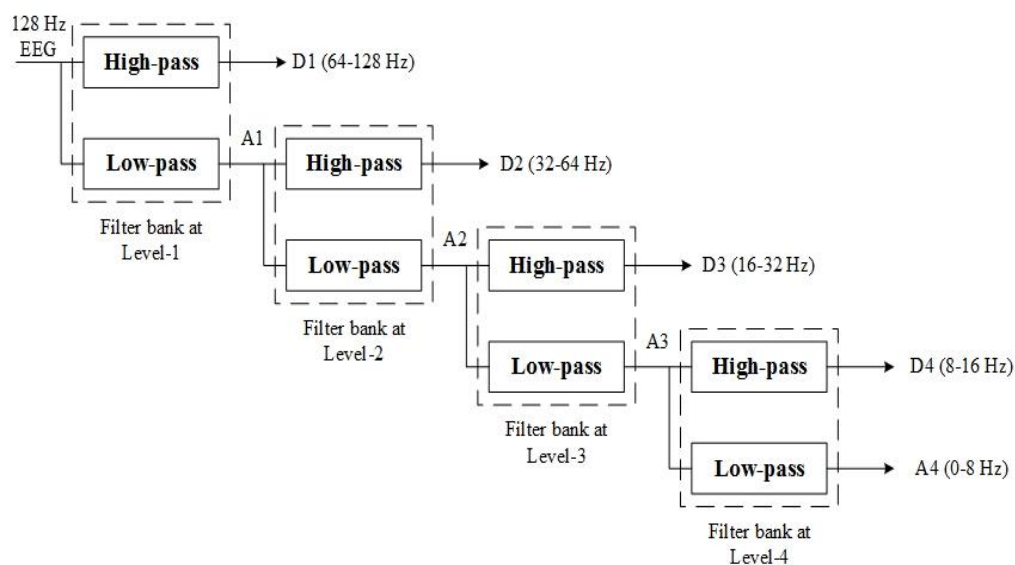 128 Hz
EEG
High-pass
D1 (64-128 Hz)
Low-pass
A1
High-pass
D2 (32-64 Hz)
Filter bank at
Level-1
Low-pass
A2
High-pass
D3 (16-32 Hz)
Filter bank at
Level-2
Low-pass
A3
High-pass
D4 (8-16 Hz)
Filter bank at
Level-3
Low-pass
A4 (0-8 Hz)
Filter bank at
Level-4